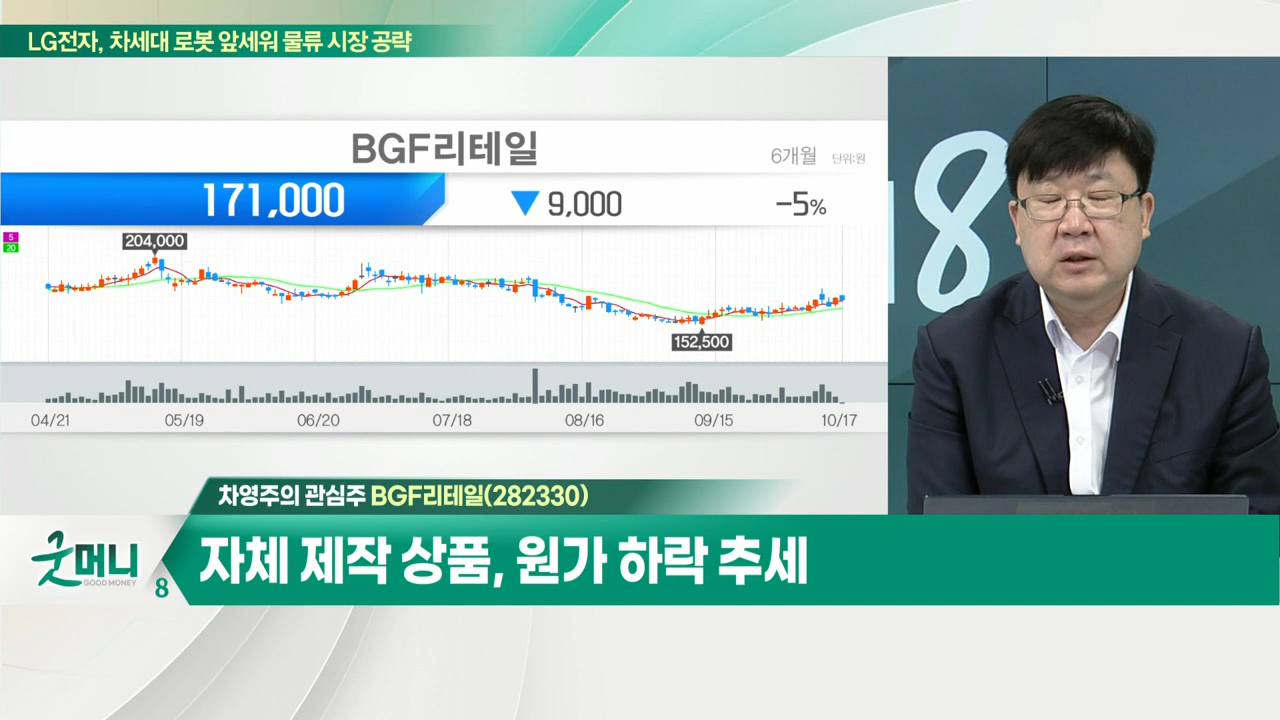 LG전자, 차세대 로봇 앞세워 물류 시장 공략
BGF리테일
6개월 단위:원
171,000 ▼ 9,000 -5%
5
20
204,000
152,500
04/21 05/19 06/20 07/18 08/16 09/15 10/17
8
차영주의 관심주 BGF리테일(282330)
굿머니
GOOD MONEY
8
자체 제작 상품, 원가 하락 추세